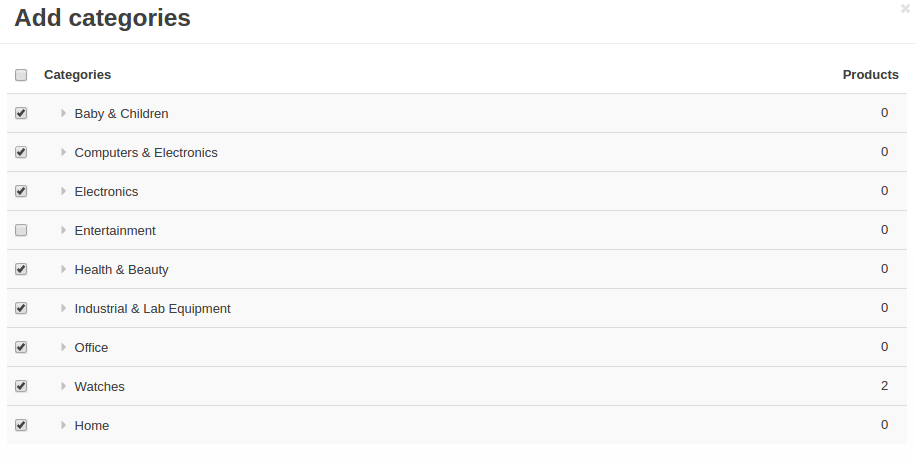 Add categories
Categories Products
Baby & Children 0
Computers & Electronics 0
Electronics 0
Entertainment 0
Health & Beauty 0
Industrial & Lab Equipment 0
Office 0
Watches 2
Home 0